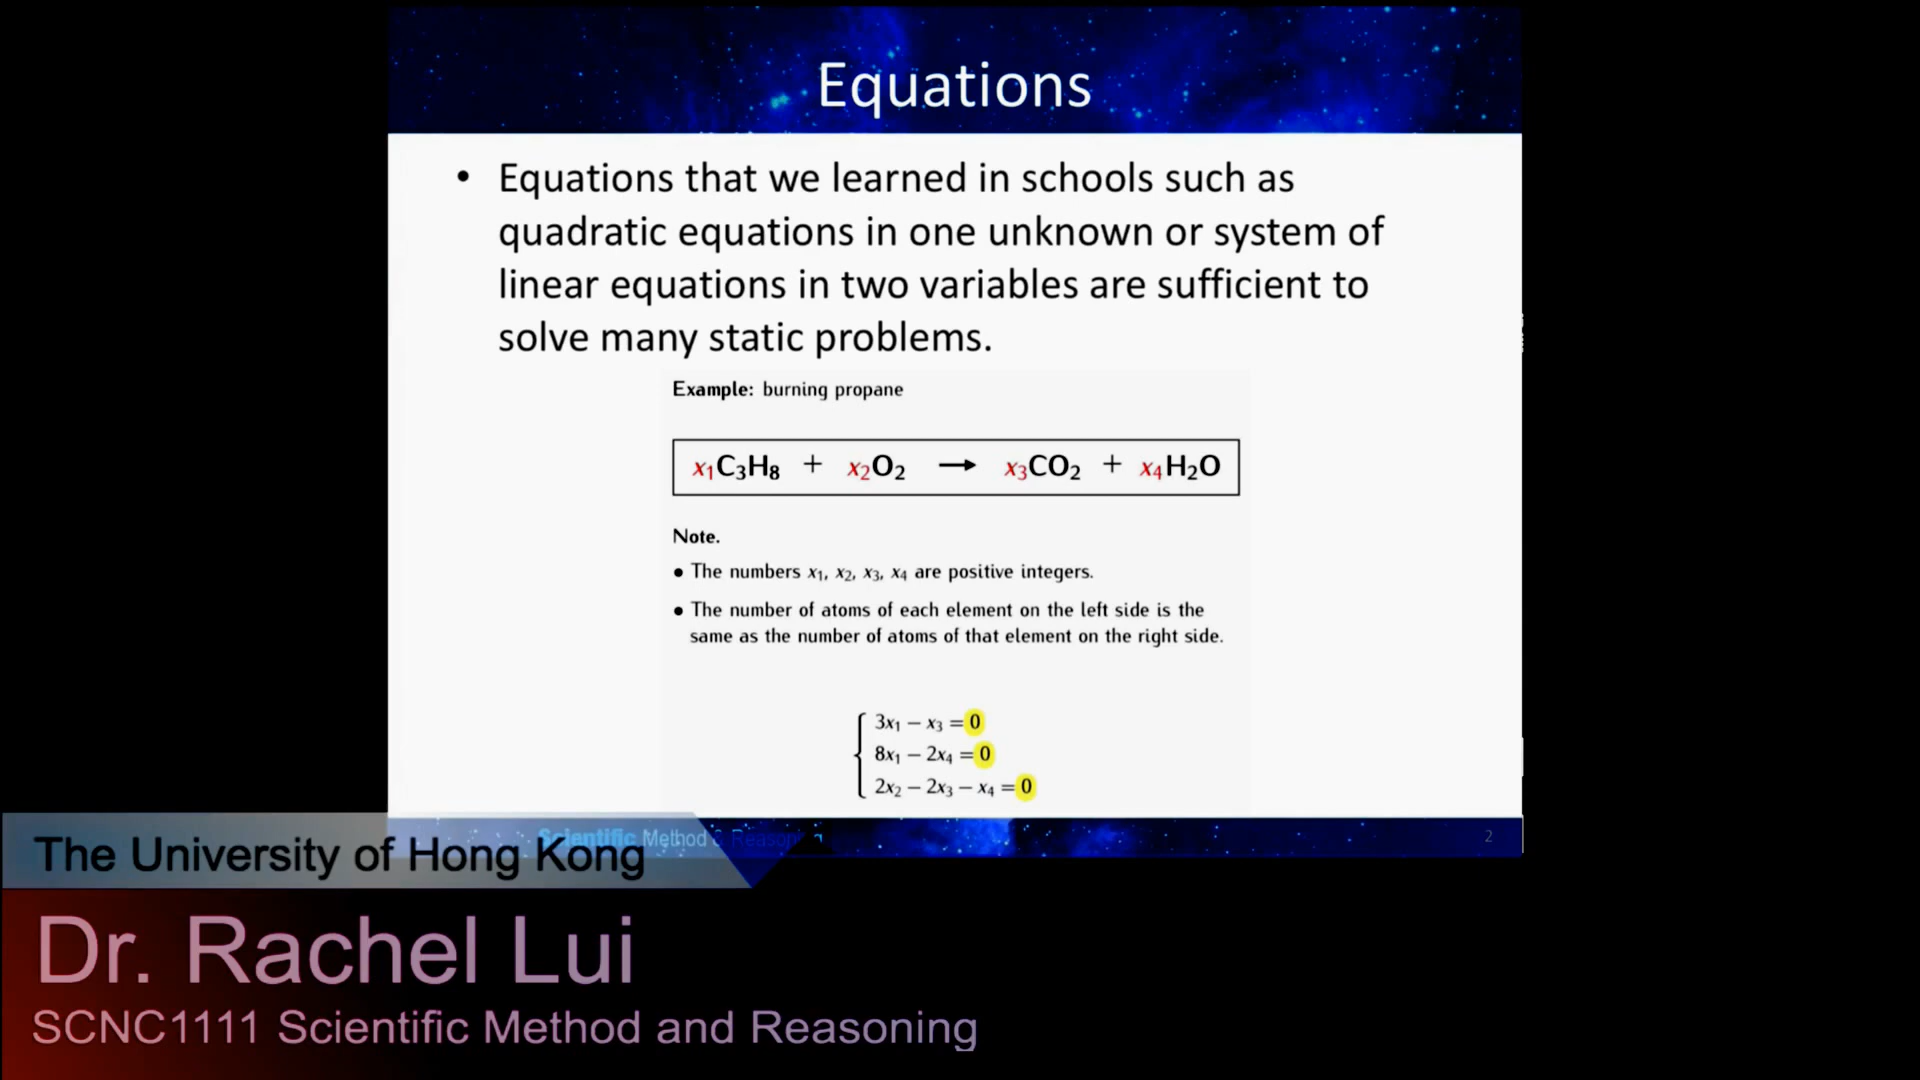 Equations
• Equations that we learned in schools such as
quadratic equations in one unknown or system of
linear equations in two variables are sufficient to
solve many static problems.
Example: burning propane
x₁C₃H₈ + x₂O₂ → x₃CO₂ + x₄H₂O
Note.
• The numbers x₁, x₂, x₃, x₄ are positive integers.
• The number of atoms of each element on the left side is the
same as the number of atoms of that element on the right side.
3x₁ − x₃ = 0
8x₁ − 2x₄ = 0
2x₂ − 2x₃ − x₄ = 0
Scientific Method &
2
The University of Hong Kong
Dr. Rachel Lui
SCNC1111 Scientific Method and Reasoning